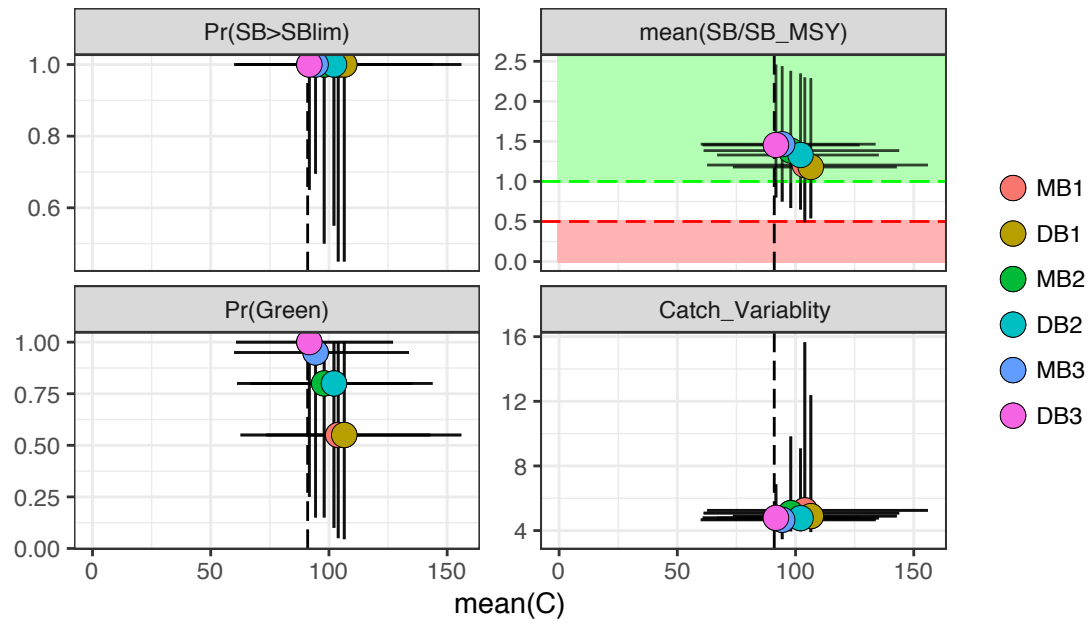 Pr(SB>SBlim)
mean(SB/SB_MSY)
1.0
0.8
0.6
2.5
2.0
1.5
1.0
0.5
0.0
Pr(Green)
Catch_Variablity
1.00
0.75
0.50
0.25
0.00
16
12
8
4
0 50 100 150
0 50 100 150
mean(C)
MB1
DB1
MB2
DB2
MB3
DB3